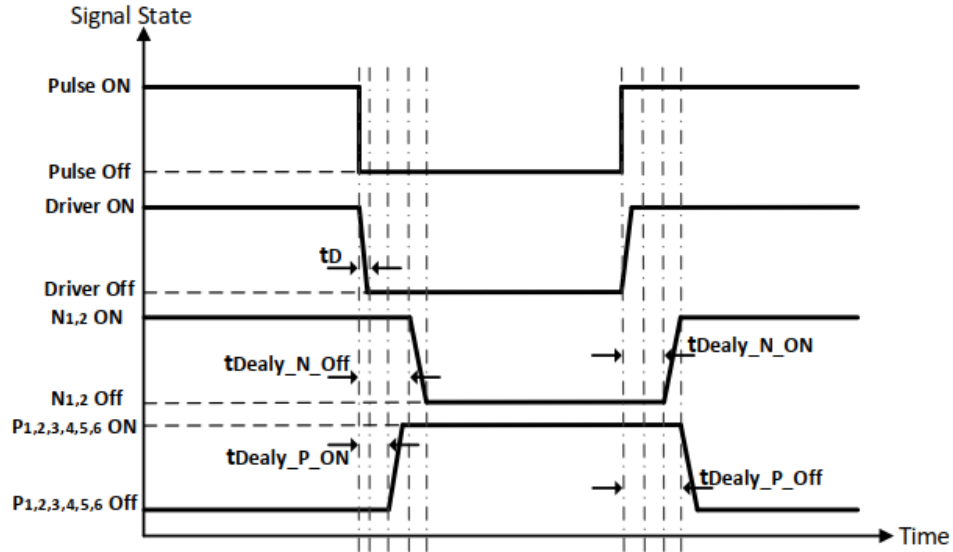 Signal State
Pulse ON
Pulse Off
Driver ON
tD
Driver Off
N1,2 ON
tDealy_N_ON
tDealy_N_Off
N1,2 Off
P1,2,3,4,5,6 ON
tDealy_P_ON
tDealy_P_Off
P1,2,3,4,5,6 Off
Time